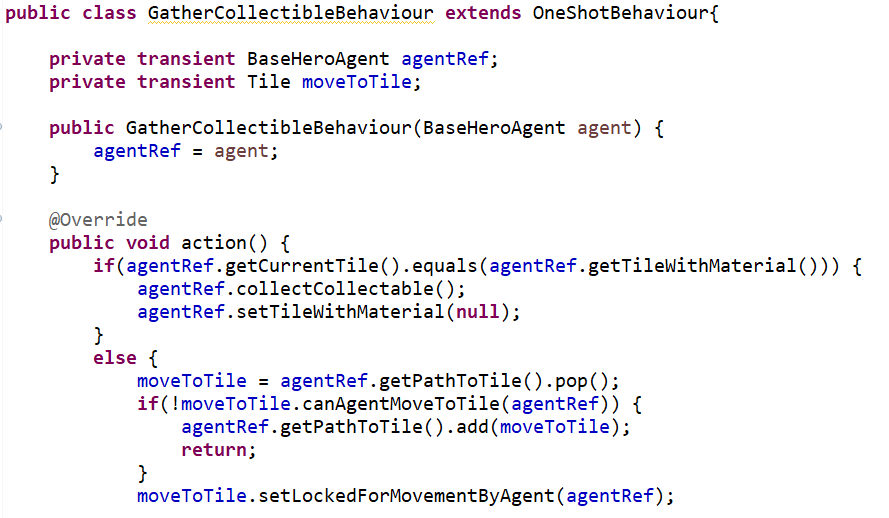 public class GatherCollectibleBehaviour extends OneShotBehaviour{
private transient BaseHeroAgent agentRef;
private transient Tile moveToTile;
public GatherCollectibleBehaviour(BaseHeroAgent agent) {
agentRef = agent;
}
@Override
public void action() {
if(agentRef.getCurrentTile().equals(agentRef.getTileWithMaterial())) {
agentRef.collectCollectable();
agentRef.setTileWithMaterial(null);
}
else {
moveToTile = agentRef.getPathToTile().pop();
if(!moveToTile.canAgentMoveToTile(agentRef)) {
agentRef.getPathToTile().add(moveToTile);
return;
}
moveToTile.setLockedForMovementByAgent(agentRef);